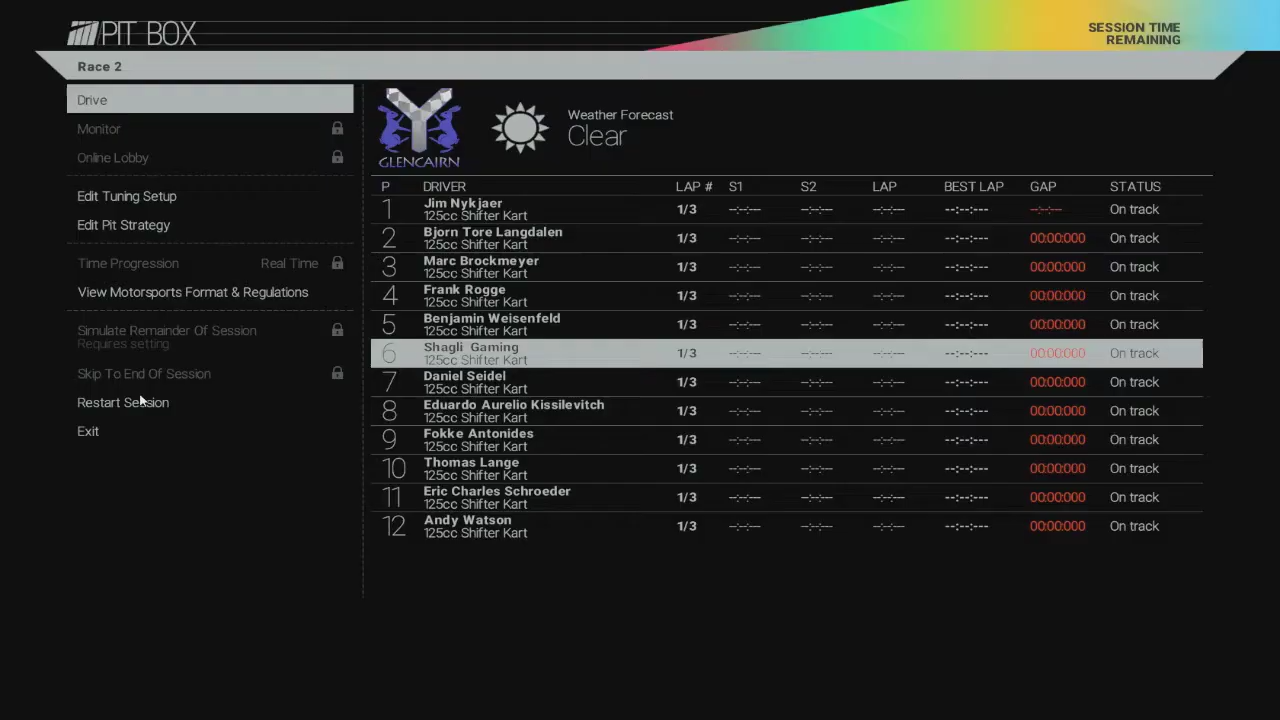 PIT BOX
SESSION TIME
REMAINING
Race 2
Drive
Monitor
Online Lobby
Edit Tuning Setup
Edit Pit Strategy
Time Progression Real Time
View Motorsports Format & Regulations
Simulate Remainder Of Session
Requires setting
Skip To End Of Session
Restart Session
Exit
GLENCAIRN
Weather Forecast
Clear
P DRIVER LAP # S1 S2 LAP BEST LAP GAP STATUS
1 Jim Nykjaer 1/3 --:--:--- --:--:--- --:--:--- --:--:--- --:--:--- On track
125cc Shifter Kart
2 Bjorn Tore Langdalen 1/3 --:--:--- --:--:--- --:--:--- --:--:--- 00:00:000 On track
125cc Shifter Kart
3 Marc Brockmeyer 1/3 --:--:--- --:--:--- --:--:--- --:--:--- 00:00:000 On track
125cc Shifter Kart
4 Frank Rogge 1/3 --:--:--- --:--:--- --:--:--- --:--:--- 00:00:000 On track
125cc Shifter Kart
5 Benjamin Weisenfeld 1/3 --:--:--- --:--:--- --:--:--- --:--:--- 00:00:000 On track
125cc Shifter Kart
6 Shagli Gaming 1/3 --:--:--- --:--:--- --:--:--- --:--:--- 00:00:000 On track
125cc Shifter Kart
7 Daniel Seidel 1/3 --:--:--- --:--:--- --:--:--- --:--:--- 00:00:000 On track
125cc Shifter Kart
8 Eduardo Aurelio Kissilevitch 1/3 --:--:--- --:--:--- --:--:--- --:--:--- 00:00:000 On track
125cc Shifter Kart
9 Fokke Antonides 1/3 --:--:--- --:--:--- --:--:--- --:--:--- 00:00:000 On track
125cc Shifter Kart
10 Thomas Lange 1/3 --:--:--- --:--:--- --:--:--- --:--:--- 00:00:000 On track
125cc Shifter Kart
11 Eric Charles Schroeder 1/3 --:--:--- --:--:--- --:--:--- --:--:--- 00:00:000 On track
125cc Shifter Kart
12 Andy Watson 1/3 --:--:--- --:--:--- --:--:--- --:--:--- 00:00:000 On track
125cc Shifter Kart